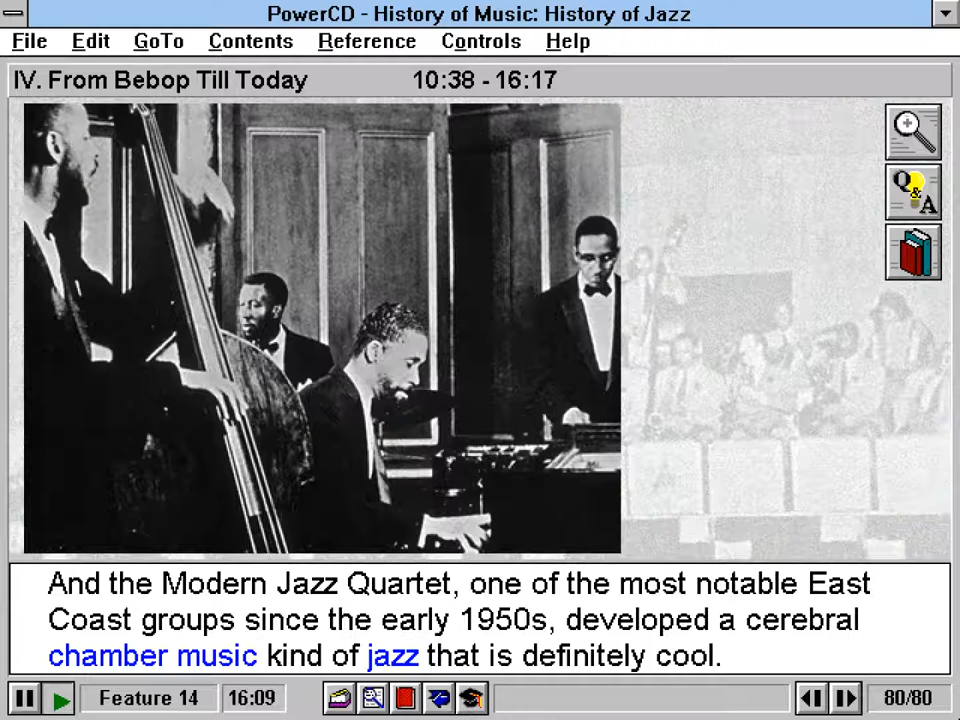 PowerCD - History of Music: History of Jazz
File Edit GoTo Contents Reference Controls Help
IV. From Bebop Till Today 10:38 - 16:17
Q&A
And the Modern Jazz Quartet, one of the most notable East
Coast groups since the early 1950s, developed a cerebral
chamber music kind of jazz that is definitely cool.
Feature 14 16:09 80/80